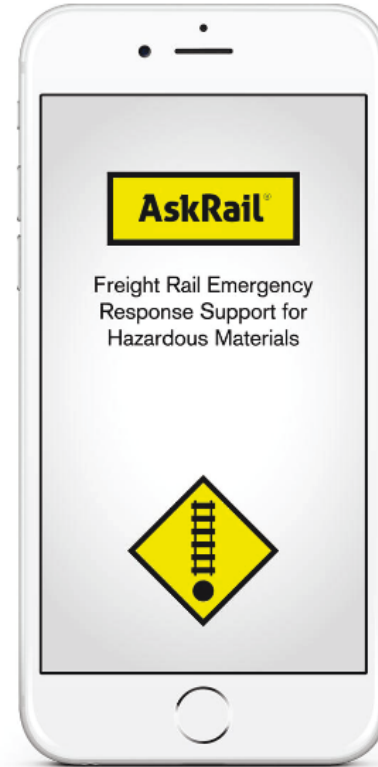 AskRail®
Freight Rail Emergency
Response Support for
Hazardous Materials